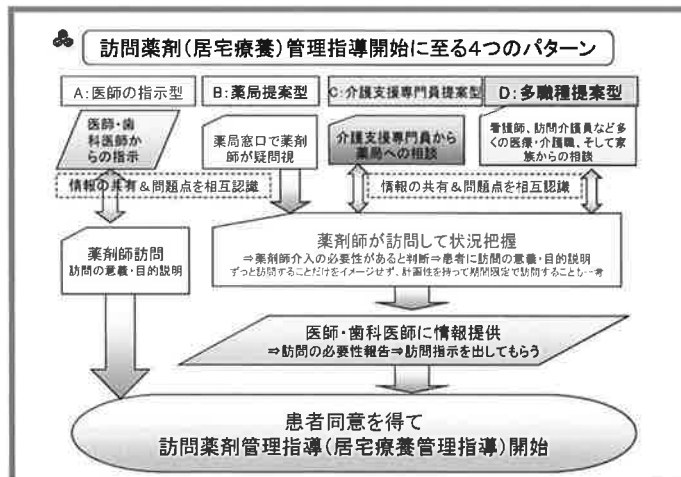 訪問薬剤(居宅療養)管理指導開始に至る4つのパターン
A:医師の指示型
B:薬局提案型
C:介護支援専門員提案型
D:多職種提案型
医師・歯
科医師か
らの指示
薬局窓口で薬剤
師が疑問視
介護支援専門員から
薬局への相談
看護師、訪問介護員など多
くの医療・介護職、そして家
族からの相談
情報の共有&問題点を相互認識
情報の共有&問題点を相互認識
薬剤師訪問
訪問の意義・目的説明
薬剤師が訪問して状況把握
⇒薬剤師介入の必要性があると判断⇒患者に訪問の意義・目的説明
ずっと訪問することだけをイメージせず、計画性を持って期間限定で訪問することも一考
医師・歯科医師に情報提供
⇒訪問の必要性報告⇒訪問指示を出してもらう
患者同意を得て
訪問薬剤管理指導(居宅療養管理指導)開始